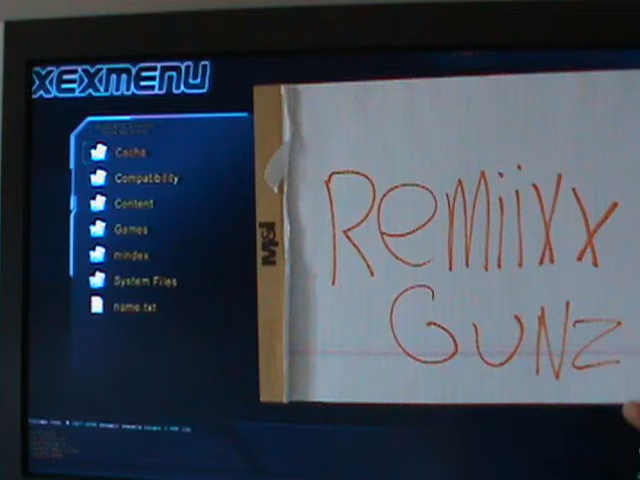 XEXMENU
Cache
Compatibility
Content
Games
mindex
System Files
name.txt
REMiiXX
GUNZ